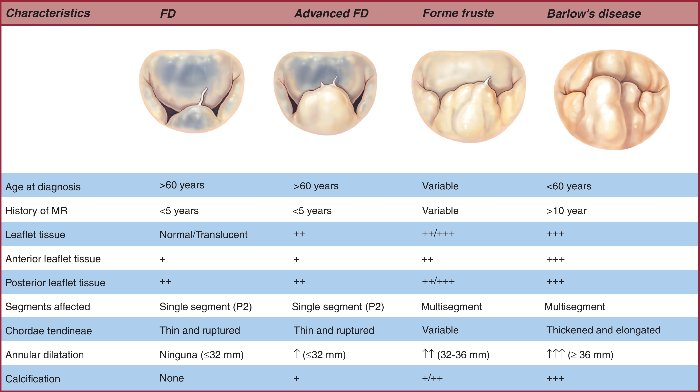 Characteristics FD Advanced FD Forme fruste Barlow's disease
Age at diagnosis >60 years >60 years Variable <60 years
History of MR <5 years <5 years Variable >10 year
Leaflet tissue Normal/Translucent ++ ++/+++ +++
Anterior leaflet tissue + + ++ +++
Posterior leaflet tissue ++ ++ ++/+++ +++
Segments affected Single segment (P2) Single segment (P2) Multisegment Multisegment
Chordae tendineae Thin and ruptured Thin and ruptured Variable Thickened and elongated
Annular dilatation Ninguna (≤32 mm) ↑ (≤32 mm) ↑↑ (32-36 mm) ↑↑↑ (≥ 36 mm)
Calcification None + +/++ +++